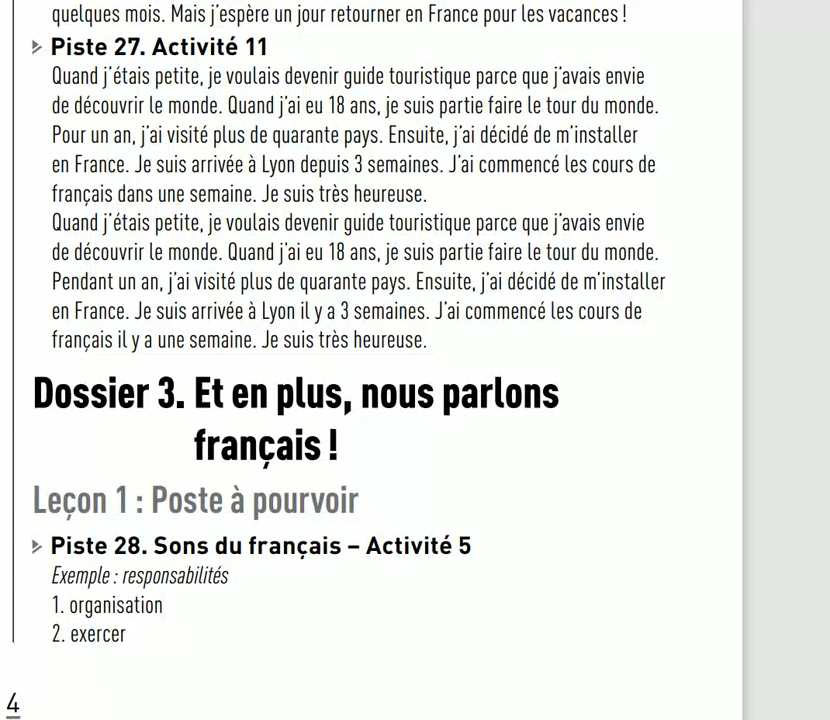 quelques mois. Mais j'espère un jour retourner en France pour les vacances !
Piste 27. Activité 11
Quand j'étais petite, je voulais devenir guide touristique parce que j'avais envie
de découvrir le monde. Quand j'ai eu 18 ans, je suis partie faire le tour du monde.
Pour un an, j'ai visité plus de quarante pays. Ensuite, j'ai décidé de m'installer
en France. Je suis arrivée à Lyon depuis 3 semaines. J'ai commencé les cours de
français dans une semaine. Je suis très heureuse.
Quand j'étais petite, je voulais devenir guide touristique parce que j'avais envie
de découvrir le monde. Quand j'ai eu 18 ans, je suis partie faire le tour du monde.
Pendant un an, j'ai visité plus de quarante pays. Ensuite, j'ai décidé de m'installer
en France. Je suis arrivée à Lyon il y a 3 semaines. J'ai commencé les cours de
français il y a une semaine. Je suis très heureuse.
Dossier 3. Et en plus, nous parlons
français !
Leçon 1 : Poste à pourvoir
Piste 28. Sons du français – Activité 5
Exemple : responsabilités
1. organisation
2. exercer
4